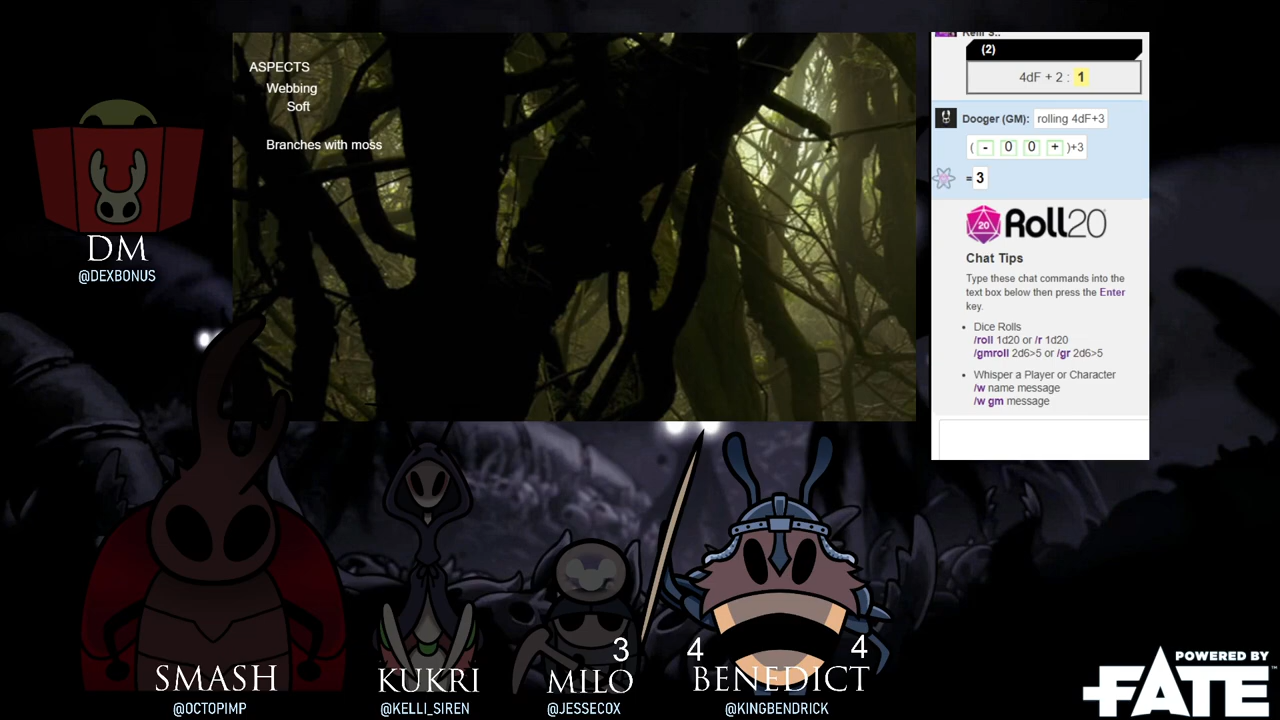 ASPECTS
Webbing
Soft
Branches with moss
DM
@DEXBONUS
(2)
4dF + 2 : 1
Dooger (GM): rolling 4dF+3
( - 0 0 + )+3
= 3
20 Roll20
Chat Tips
Type these chat commands into the
text box below then press the Enter
key.
• Dice Rolls
/roll 1d20 or /r 1d20
/gmroll 2d6>5 or /gr 2d6>5
• Whisper a Player or Character
/w name message
/w gm message
SMASH
@OCTOPIMP
KUKRI
@KELLI_SIREN
3
MILO
@JESSECOX
4 4
BENEDICT
@KINGBENDRICK
POWERED BY
FATE